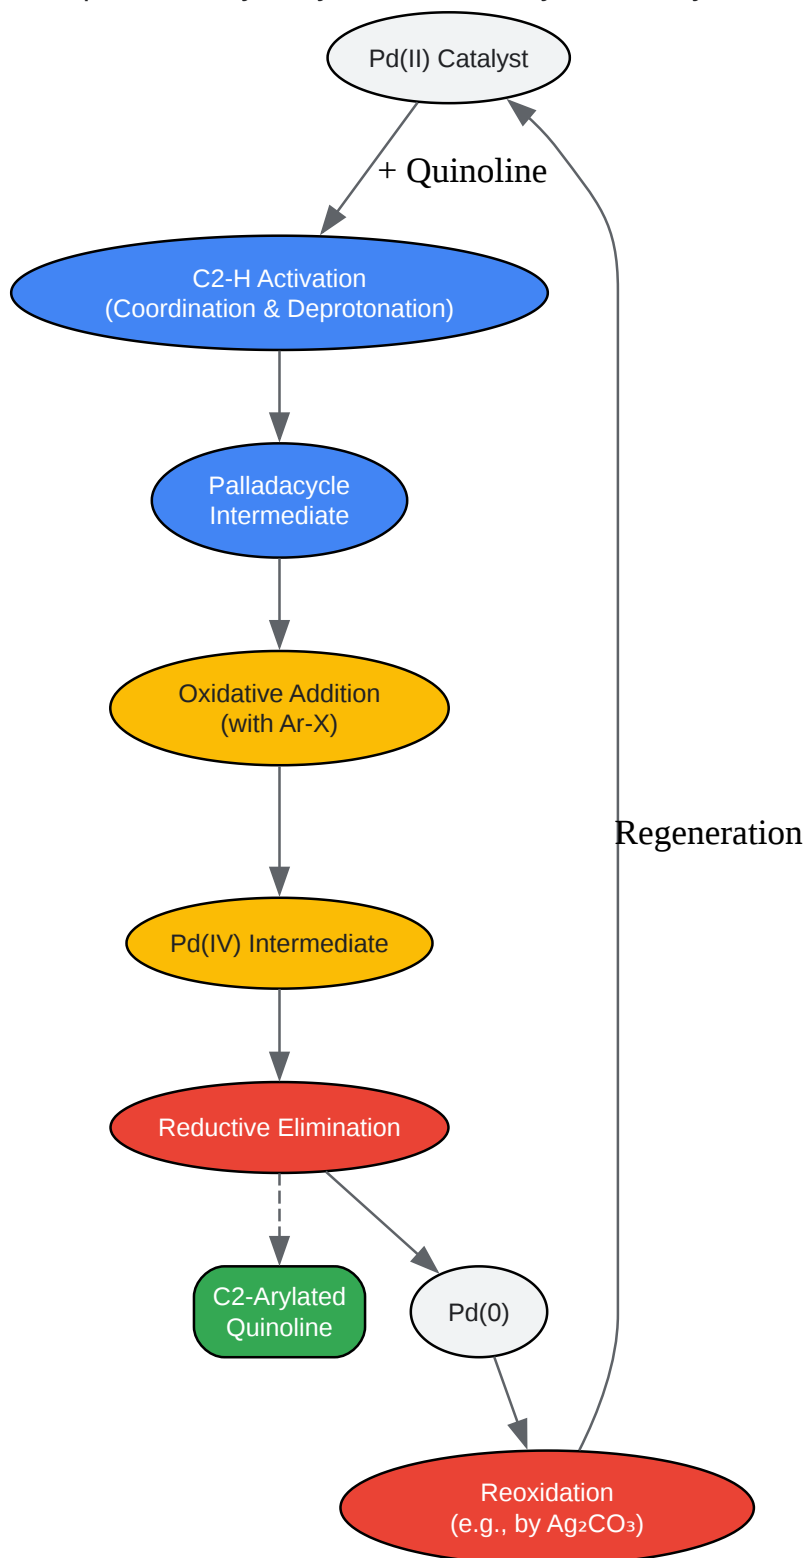 Pd(II) Catalyst
+ Quinoline
C2-H Activation
(Coordination & Deprotonation)
Palladacycle
Intermediate
Oxidative Addition
(with Ar-X)
Regeneration
Pd(IV) Intermediate
Reductive Elimination
C2-Arylated
Quinoline
Pd(0)
Reoxidation
(e.g., by Ag₂CO₃)